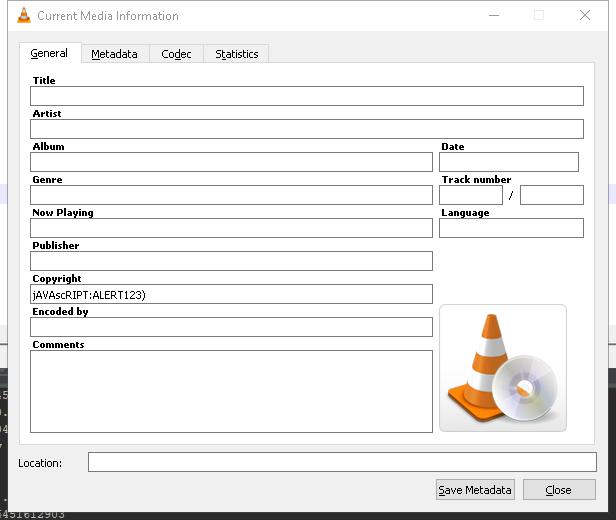 Current Media Information
General Metadata Codec Statistics
Title
Artist
Album Date
Genre Track number
/
Now Playing Language
Publisher
Copyright
jAVAscRIPT:ALERT123)
Encoded by
Comments
Location:
Save Metadata Close
451612903